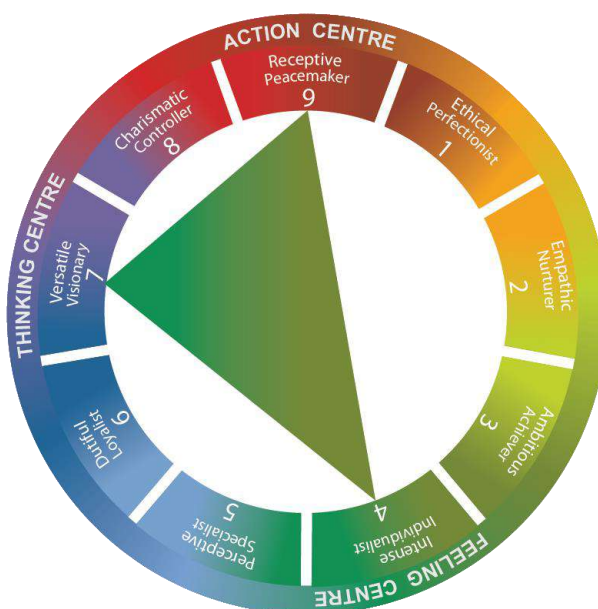 ACTION CENTRE
Receptive
Peacemaker
9
Ethical
Perfectionist
1
Empathic
Nurturer
2
Ambitious
Achiever
3
Intense
Individualist
4
FEELING CENTRE
Perceptive
Specialist
5
Dutiful
Loyalist
6
Versatile
Visionary
7
THINKING CENTRE
Charismatic
Controller
8